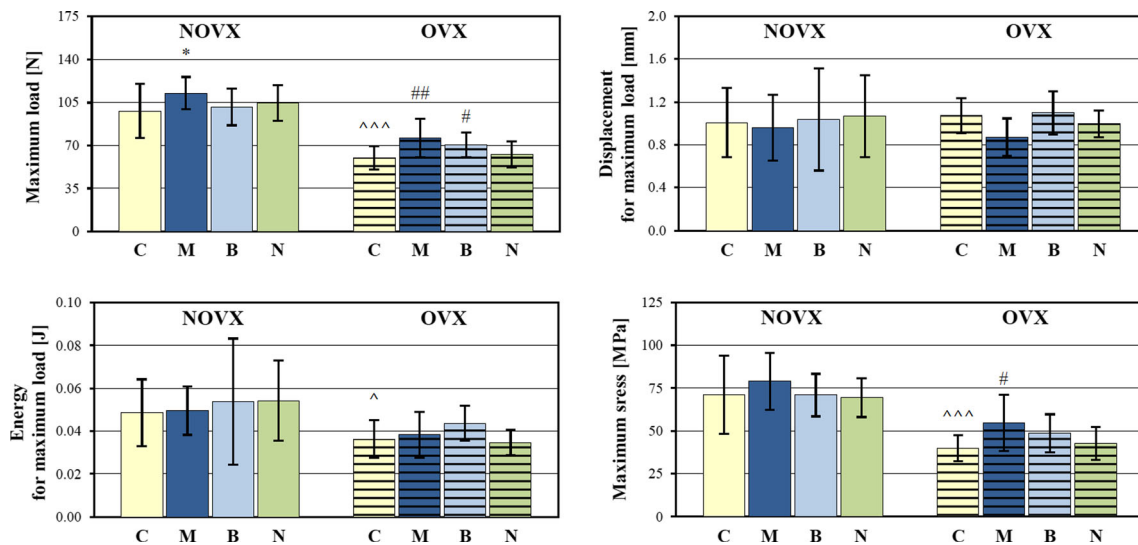 Maximum load [N]
175
140
105
70
35
0
NOVX
OVX
*
^^^
##
#
C M B N C M B N
Displacement
for maximum load [mm]
2.0
1.6
1.2
0.8
0.4
0.0
NOVX
OVX
C M B N C M B N
Energy
for maximum load [J]
0.10
0.08
0.06
0.04
0.02
0.00
NOVX
OVX
^
C M B N C M B N
Maximum sress [MPa]
125
100
75
50
25
0
NOVX
OVX
^^^
#
C M B N C M B N